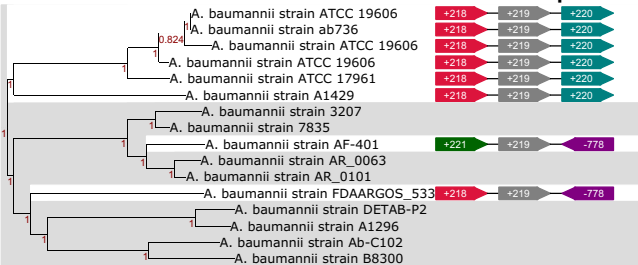 A. baumannii strain ATCC 19606 +218 +219 +220
A. baumannii strain ab736 +218 +219 +220
0.824
1
A. baumannii strain ATCC 19606 +218 +219 +220
1
A. baumannii strain ATCC 19606 +218 +219 +220
1
A. baumannii strain ATCC 17961 +218 +219 +220
1
A. baumannii strain A1429 +218 +219 +220
A. baumannii strain 3207
1
A. baumannii strain 7835
1
1
A. baumannii strain AF-401 +221 +219 -778
1
A. baumannii strain AR_0063
1
A. baumannii strain AR_0101
1
A. baumannii strain FDAARGOS_533 +218 +219 -778
A. baumannii strain DETAB-P2
1
1
A. baumannii strain A1296
1
A. baumannii strain Ab-C102
1
A. baumannii strain B8300